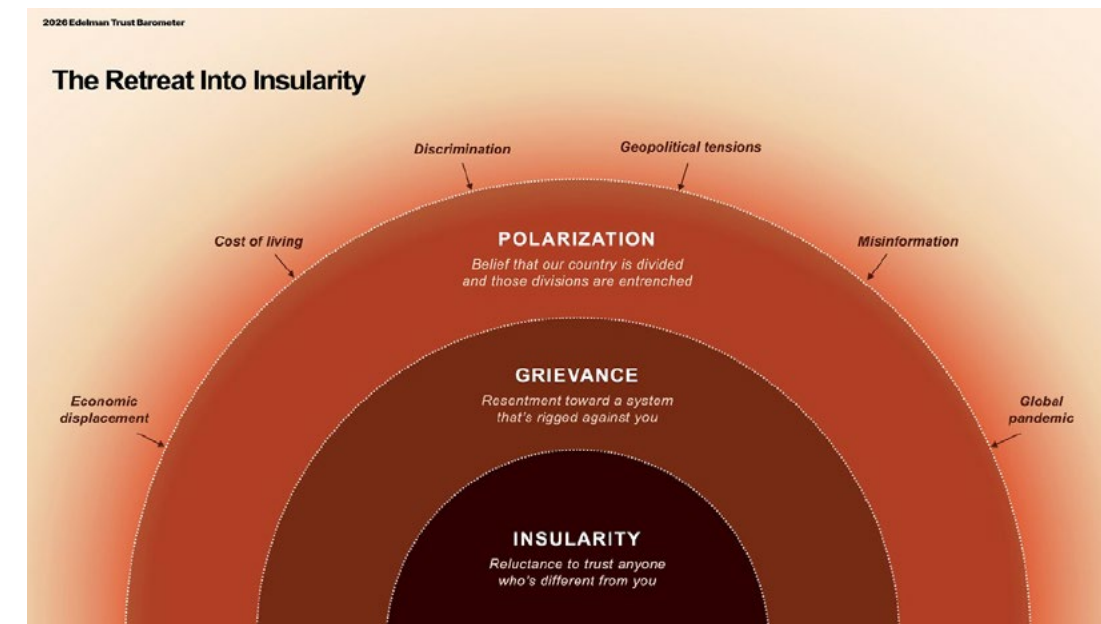 2026 Edelman Trust Barometer
The Retreat Into Insularity
Discrimination
Geopolitical tensions
Cost of living
Misinformation
POLARIZATION
Belief that our country is divided
and those divisions are entrenched
Economic
displacement
GRIEVANCE
Resentment toward a system
that's rigged against you
Global
pandemic
INSULARITY
Reluctance to trust anyone
who's different from you